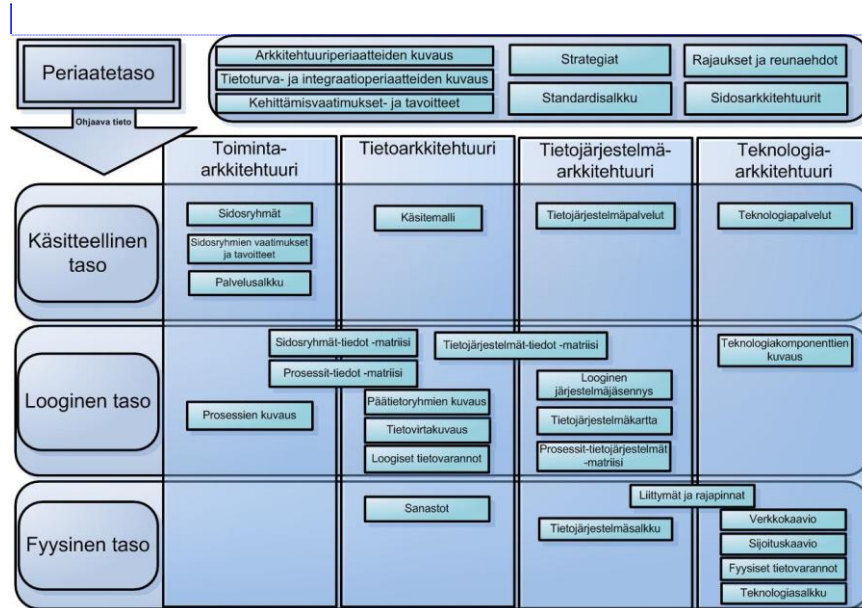 Periaatetaso
Ohjaava tieto
Arkkitehtuuriperiaatteiden kuvaus
Tietoturva- ja integraatioperiaatteiden kuvaus
Kehittämisvaatimukset- ja tavoitteet
Strategiat
Standardisalkku
Rajaukset ja reunaehdot
Sidosarkkitehtuurit
Toiminta-
arkkitehtuuri
Tietoarkkitehtuuri
Tietojärjestelmä-
arkkitehtuuri
Teknologia-
arkkitehtuuri
Käsitteellinen
taso
Sidosryhmät
Sidosryhmien vaatimukset
ja tavoitteet
Palvelusalkku
Käsitemalli
Tietojärjestelmäpalvelut
Teknologiapalvelut
Looginen taso
Sidosryhmät-tiedot -matriisi
Prosessit-tiedot -matriisi
Prosessien kuvaus
Päätietoryhmien kuvaus
Tietovirtakuvaus
Loogiset tietovarannot
Tietojärjestelmät-tiedot -matriisi
Looginen
järjestelmäjäsennys
Tietojärjestelmäkartta
Prosessit-tietojärjestelmät
-matriisi
Teknologiakomponenttien
kuvaus
Fyysinen taso
Sanastot
Tietojärjestelmäsalkku
Liittymät ja rajapinnat
Verkkokaavio
Sijoituskaavio
Fyysiset tietovarannot
Teknologiasalkku